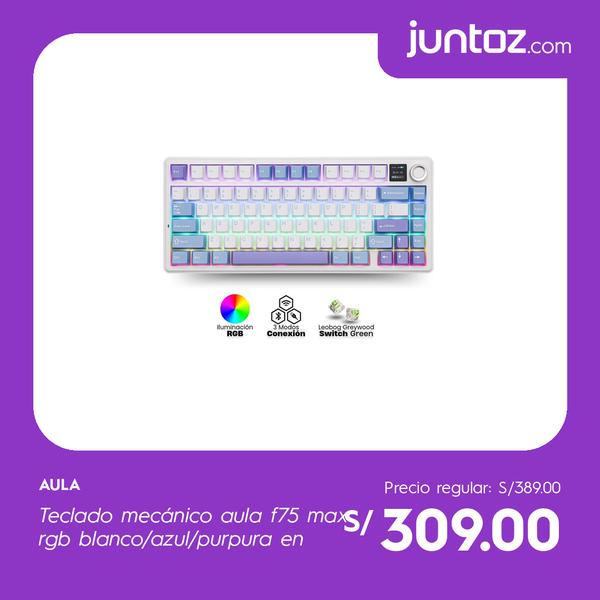 juntoz.com
Iluminación
RGB
3 Modos
Conexión
Leobog Greywood
Switch Green
AULA
Precio regular: S/389.00
Teclado mecánico aula f75 max
rgb blanco/azul/purpura en
S/ 309.00